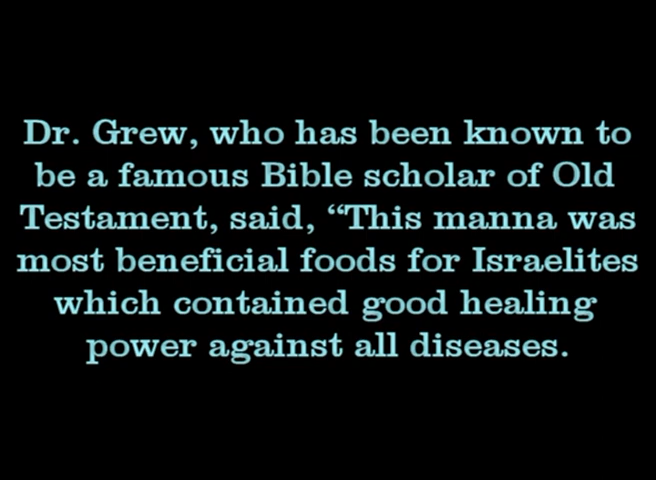 Dr. Grew, who has been known to
be a famous Bible scholar of Old
Testament, said, “This manna was
most beneficial foods for Israelites
which contained good healing
power against all diseases.